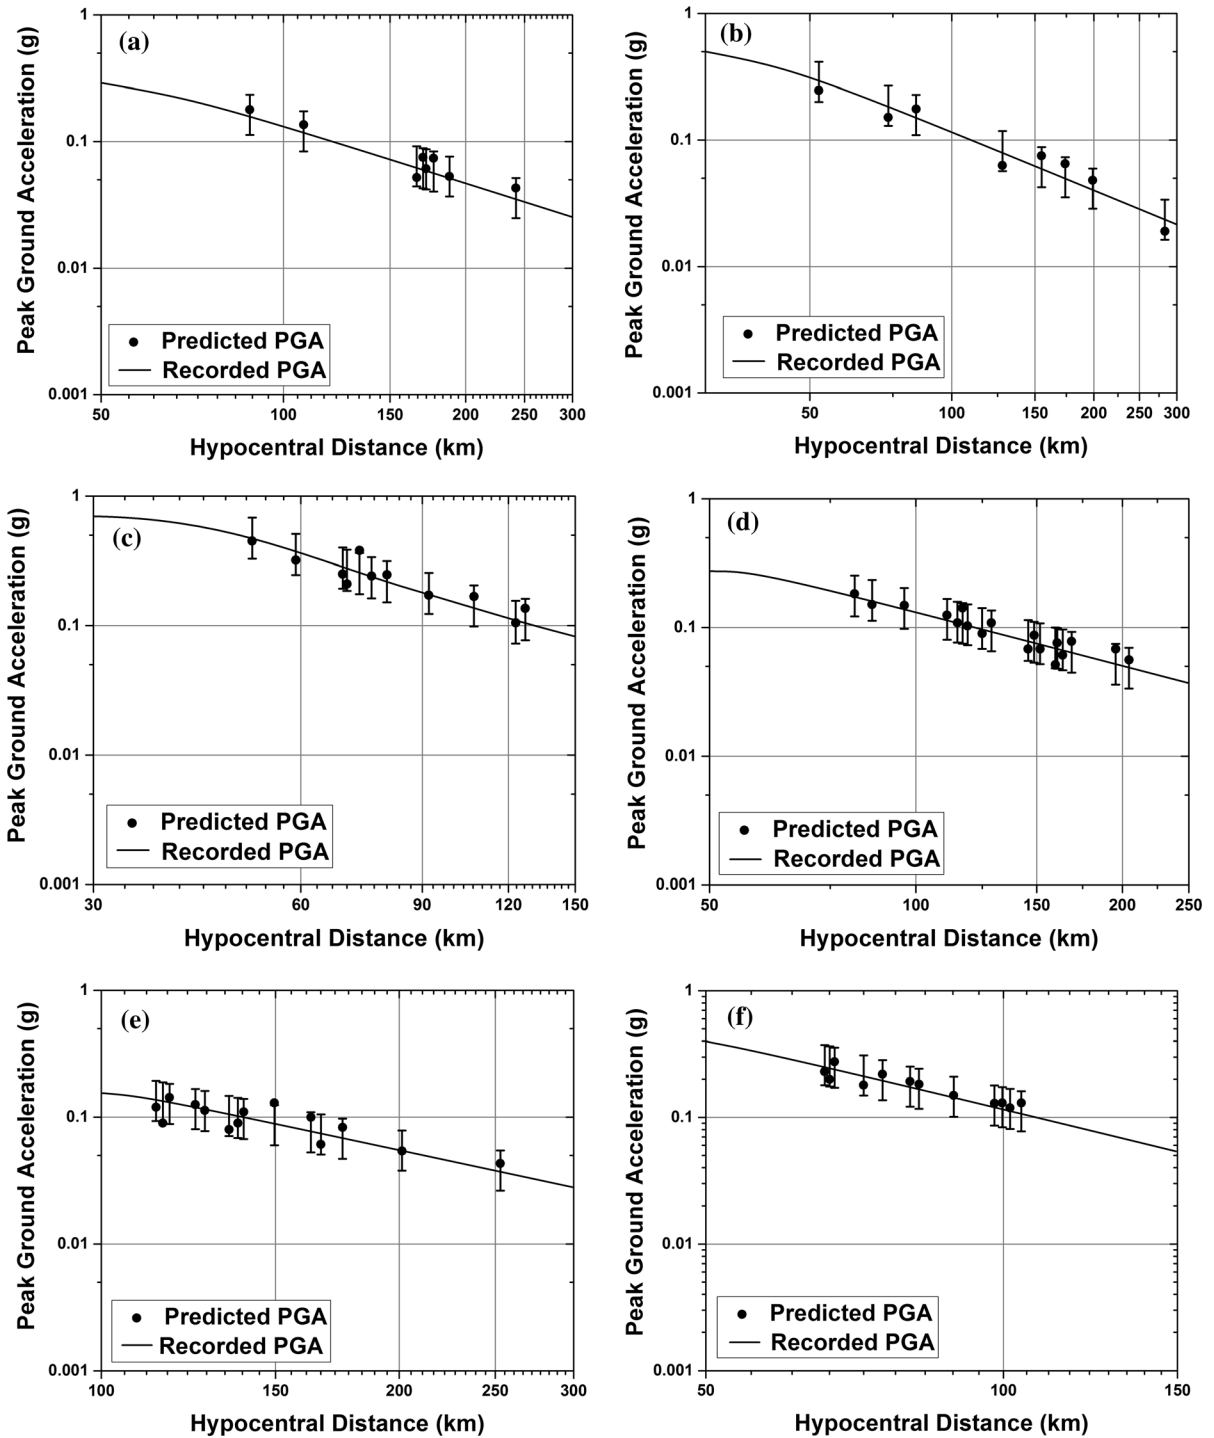 (a)
Peak Ground Acceleration (g)
1
0.1
0.01
0.001
Predicted PGA
Recorded PGA
50 100 150 200 250 300
Hypocentral Distance (km)
(b)
Peak Ground Acceleration (g)
1
0.1
0.01
0.001
Predicted PGA
Recorded PGA
50 100 150 200 250 300
Hypocentral Distance (km)
(c)
Peak Ground Acceleration (g)
1
0.1
0.01
0.001
Predicted PGA
Recorded PGA
30 60 90 120 150
Hypocentral Distance (km)
(d)
Peak Ground Acceleration (g)
1
0.1
0.01
0.001
Predicted PGA
Recorded PGA
50 100 150 200 250
Hypocentral Distance (km)
(e)
Peak Ground Acceleration (g)
1
0.1
0.01
0.001
Predicted PGA
Recorded PGA
100 150 200 250 300
Hypocentral Distance (km)
(f)
Peak Ground Acceleration (g)
1
0.1
0.01
0.001
Predicted PGA
Recorded PGA
50 100 150
Hypocentral Distance (km)